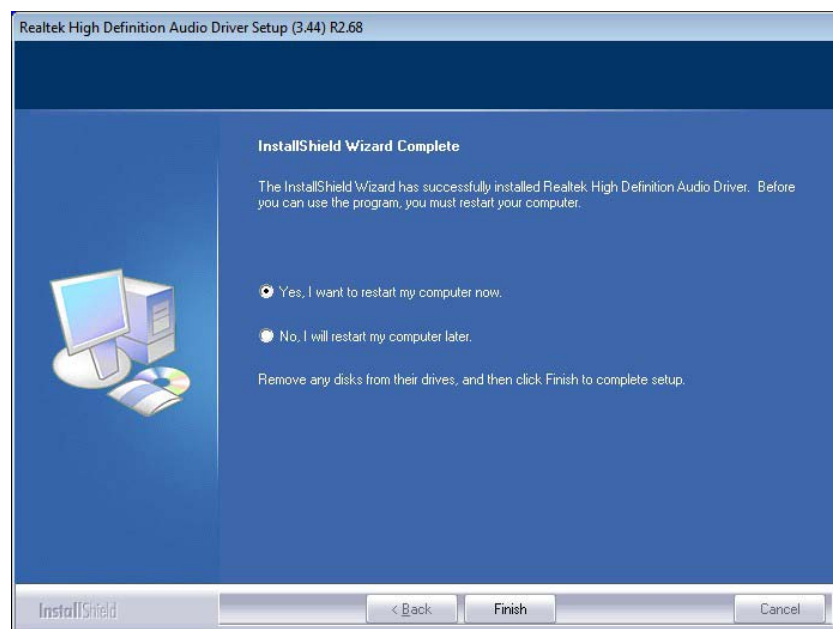 Realtek High Definition Audio Driver Setup (3.44) R2.68
InstallShield Wizard Complete
The InstallShield Wizard has successfully installed Realtek High Definition Audio Driver. Before
you can use the program, you must restart your computer.
Yes, I want to restart my computer now.
No, I will restart my computer later.
Remove any disks from their drives, and then click Finish to complete setup.
InstallShield
< Back
Finish
Cancel